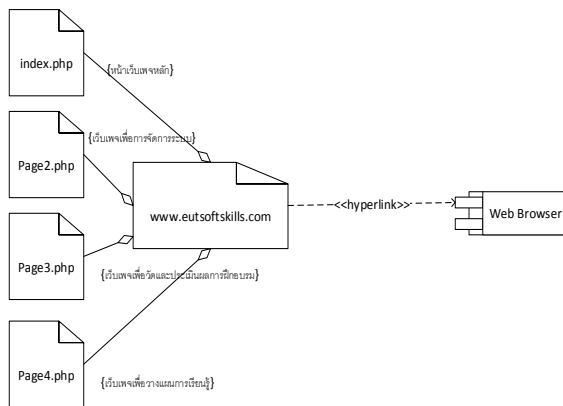 index.php
{หน้าเว็บเพจหลัก}
Page2.php
{เว็บเพจเพื่อการจัดการระบบ}
www.eutsoftskills.com
<<hyperlink>>
Web Browser
Page3.php
{เว็บเพจเพื่อวัดและประเมินผลการฝึกอบรม}
Page4.php
{เว็บเพจเพื่อวางแผนการเรียนรู้}